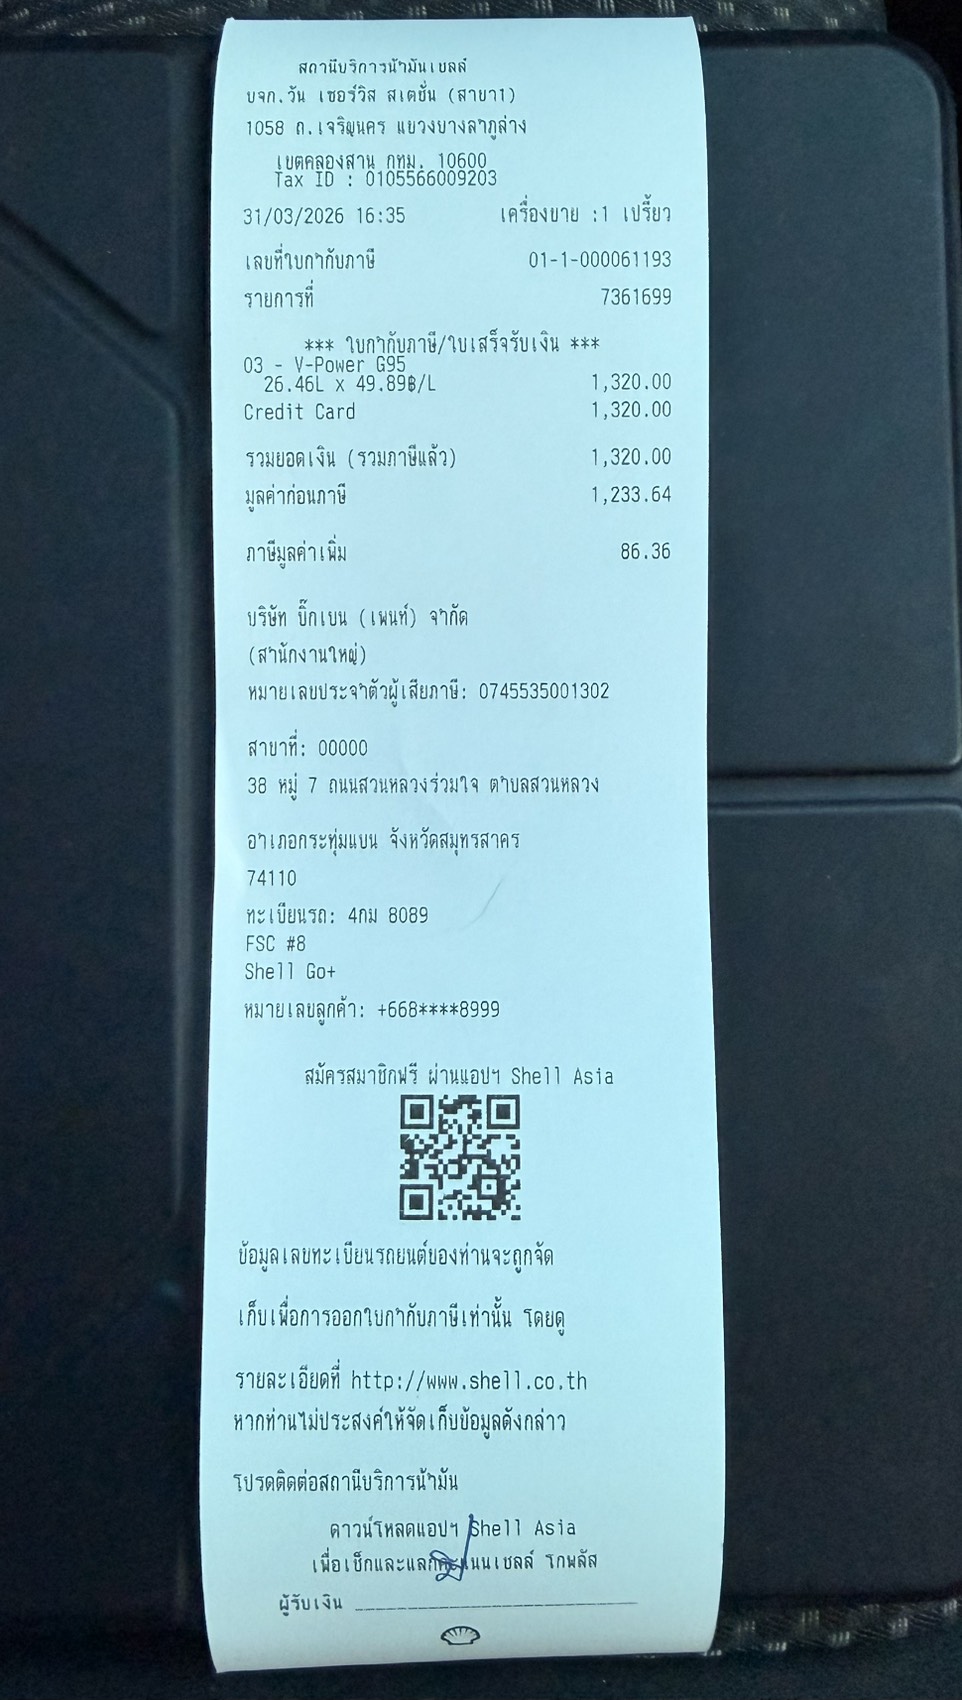 สถานีบริการน้ำมันเชลล์
บจก.วัน เซอร์วิส สเตชั่น (สาขา1)
1058 ถ.เจริญนคร แขวงบางลำภูล่าง
เขตคลองสาน กทม. 10600
Tax ID : 0105566009203
31/03/2026 16:35 เครื่องขาย :1 เปรี้ยว
เลขที่ใบกำกับภาษี 01-1-000061193
รายการที่ 7361699
*** ใบกำกับภาษี/ใบเสร็จรับเงิน ***
03 - V-Power G95
26.46L x 49.89฿/L 1,320.00
Credit Card 1,320.00
รวมยอดเงิน (รวมภาษีแล้ว) 1,320.00
มูลค่าก่อนภาษี 1,233.64
ภาษีมูลค่าเพิ่ม 86.36
บริษัท บิ๊กเบน (เพนท์) จำกัด
(สำนักงานใหญ่)
หมายเลขประจำตัวผู้เสียภาษี: 0745535001302
สาขาที่: 00000
38 หมู่ 7 ถนนสวนหลวงร่วมใจ ตำบลสวนหลวง
อำเภอกระทุ่มแบน จังหวัดสมุทรสาคร
74110
ทะเบียนรถ: 4กม 8089
FSC #8
Shell Go+
หมายเลขลูกค้า: +668****8999
สมัครสมาชิกฟรี ผ่านแอปฯ Shell Asia
ข้อมูลเลขทะเบียนรถยนต์ของท่านจะถูกจัด
เก็บเพื่อการออกใบกำกับภาษีเท่านั้น โดยดู
รายละเอียดที่ http://www.shell.co.th
หากท่านไม่ประสงค์ให้จัดเก็บข้อมูลดังกล่าว
โปรดติดต่อสถานีบริการน้ำมัน
ดาวน์โหลดแอปฯ Shell Asia
เพื่อเช็กและแลกคะแนนเชลล์ โกพลัส
ผู้รับเงิน